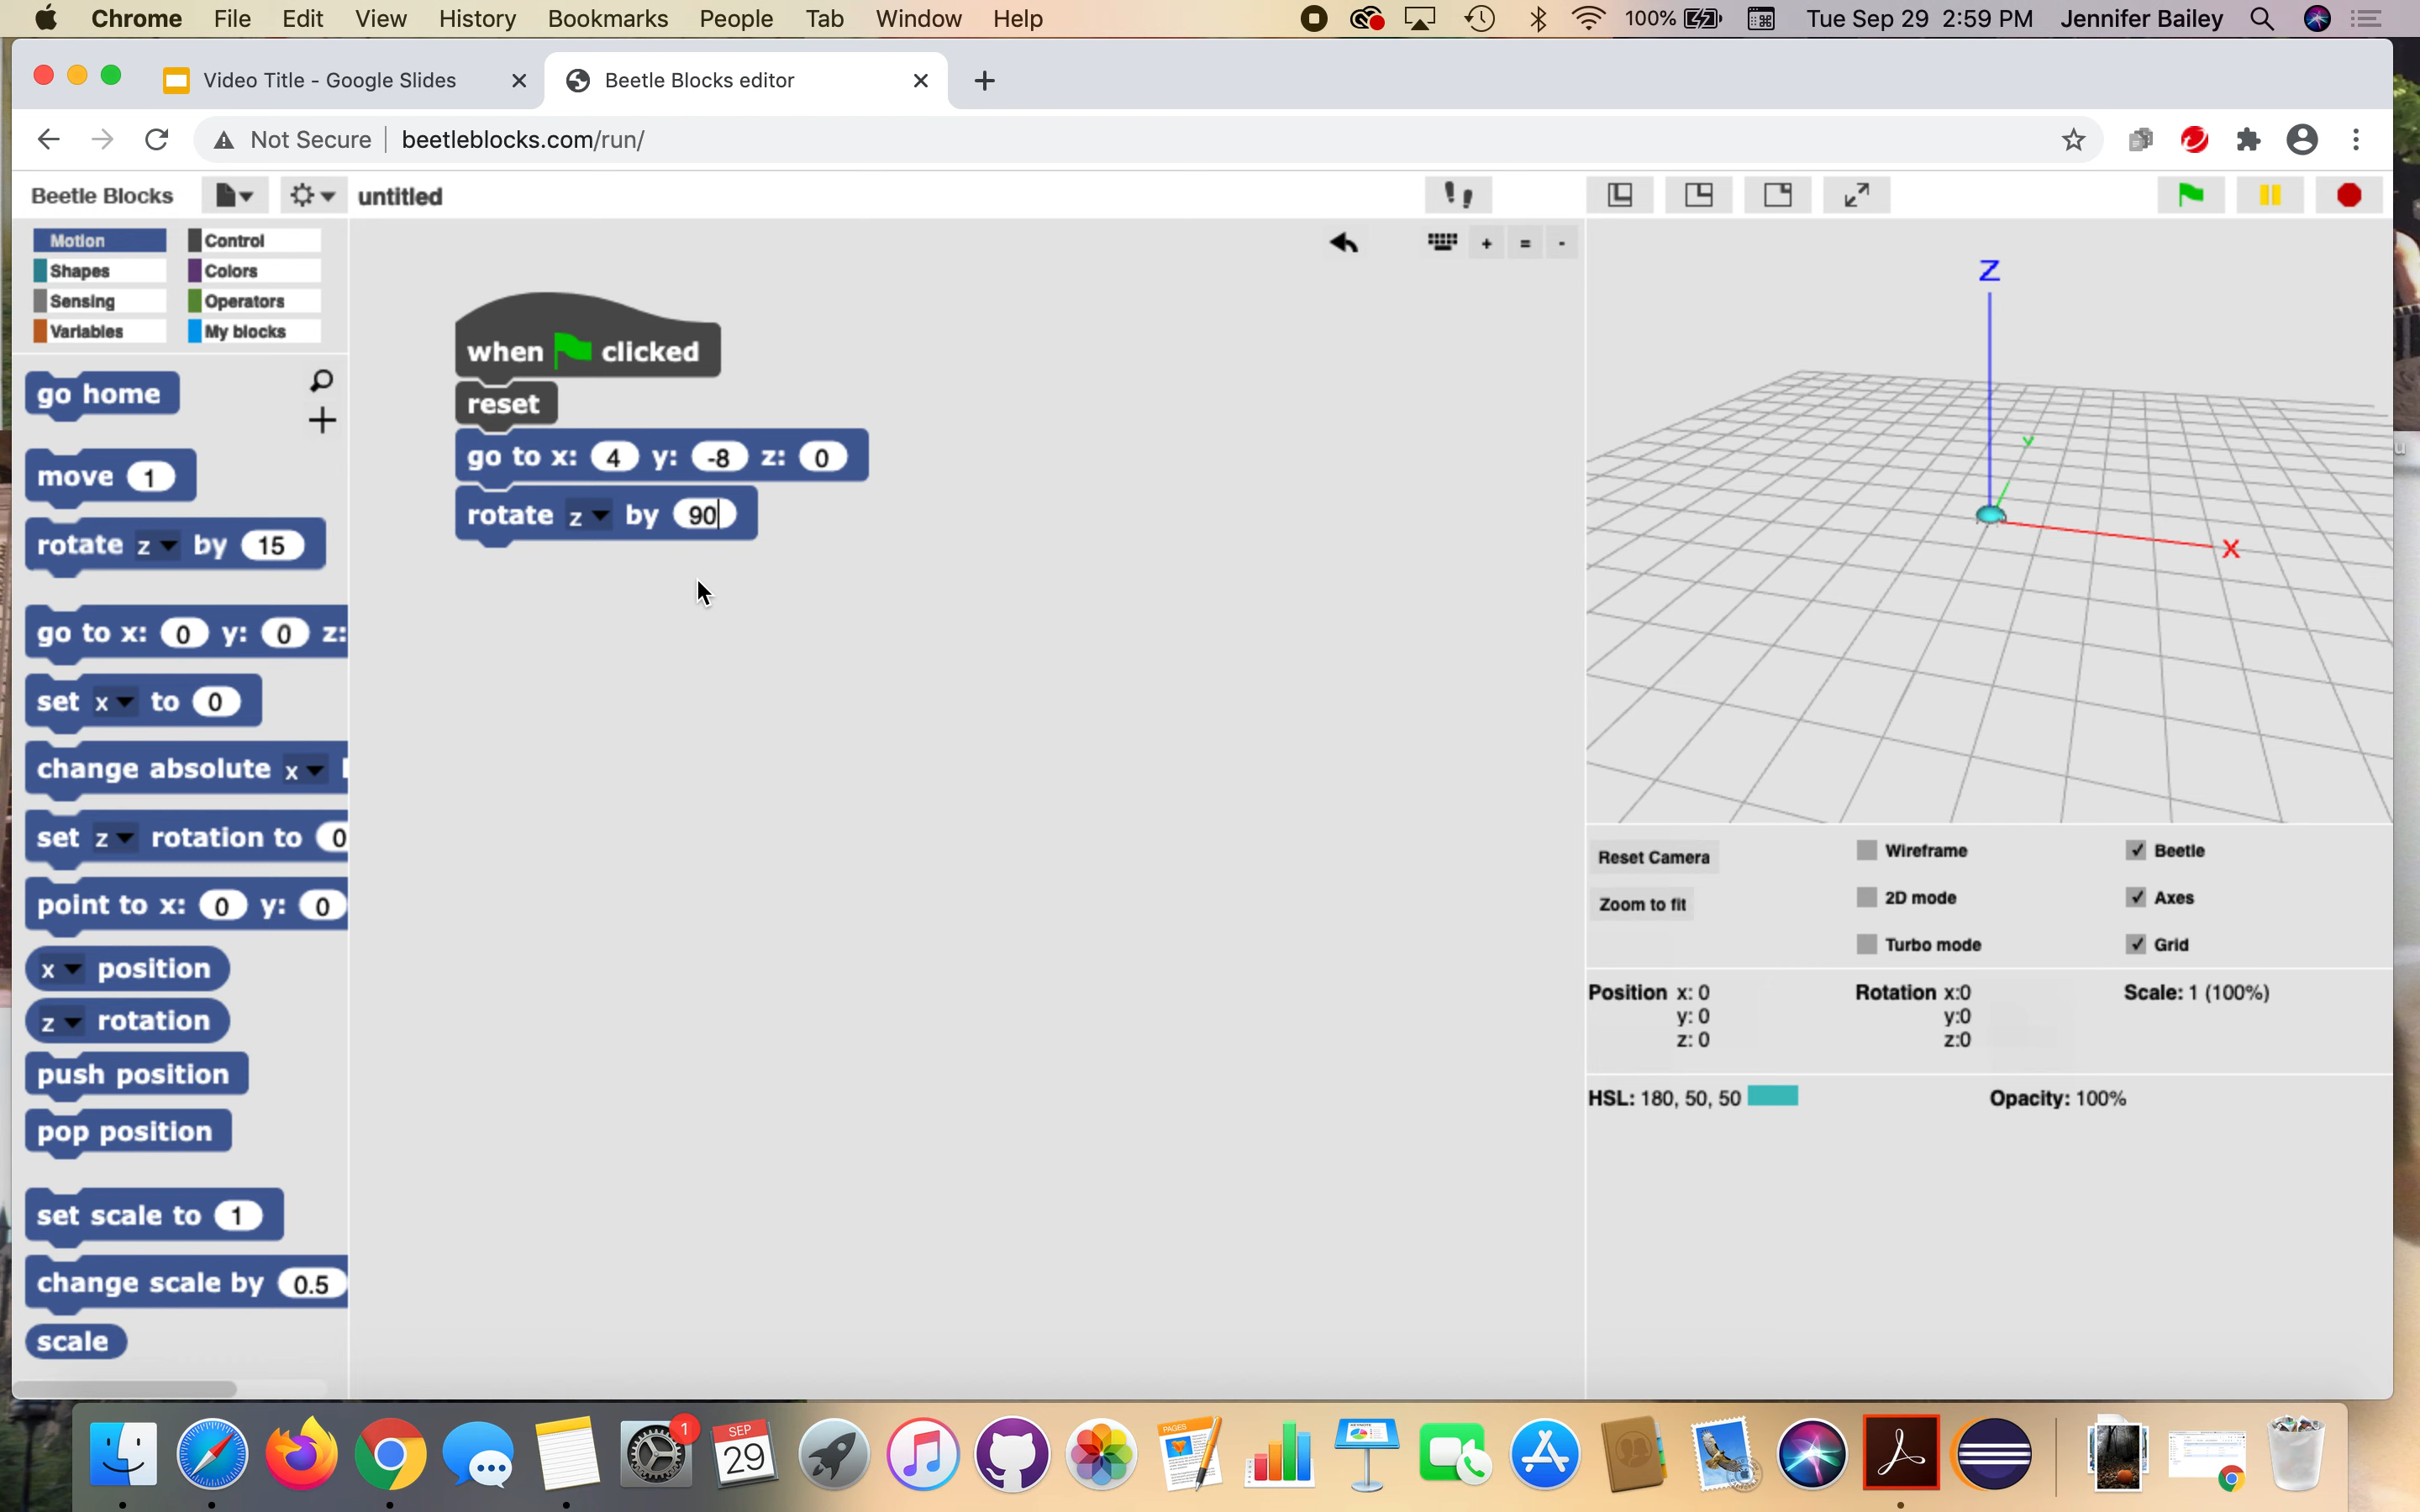 Chrome File Edit View History Bookmarks People Tab Window Help 100% Tue Sep 29 2:59 PM Jennifer Bailey
Video Title - Google Slides Beetle Blocks editor
Not Secure beetleblocks.com/run/
Beetle Blocks untitled
Motion Control
Shapes Colors
Sensing Operators
Variables My blocks
+ = -
go home
move 1
rotate z by 15
go to x: 0 y: 0 z:
set x to 0
change absolute x
set z rotation to 0
point to x: 0 y: 0
x position
z rotation
push position
pop position
set scale to 1
change scale by 0.5
scale
when clicked
reset
go to x: 4 y: -8 z: 0
rotate z by 90
Z
Y
X
Reset Camera Wireframe Beetle
Zoom to fit 2D mode Axes
Turbo mode Grid
Position x: 0 Rotation x:0 Scale: 1 (100%)
y: 0 y:0
z: 0 z:0
HSL: 180, 50, 50 Opacity: 100%
1
SEP
29
PAGES
KEYNOTE